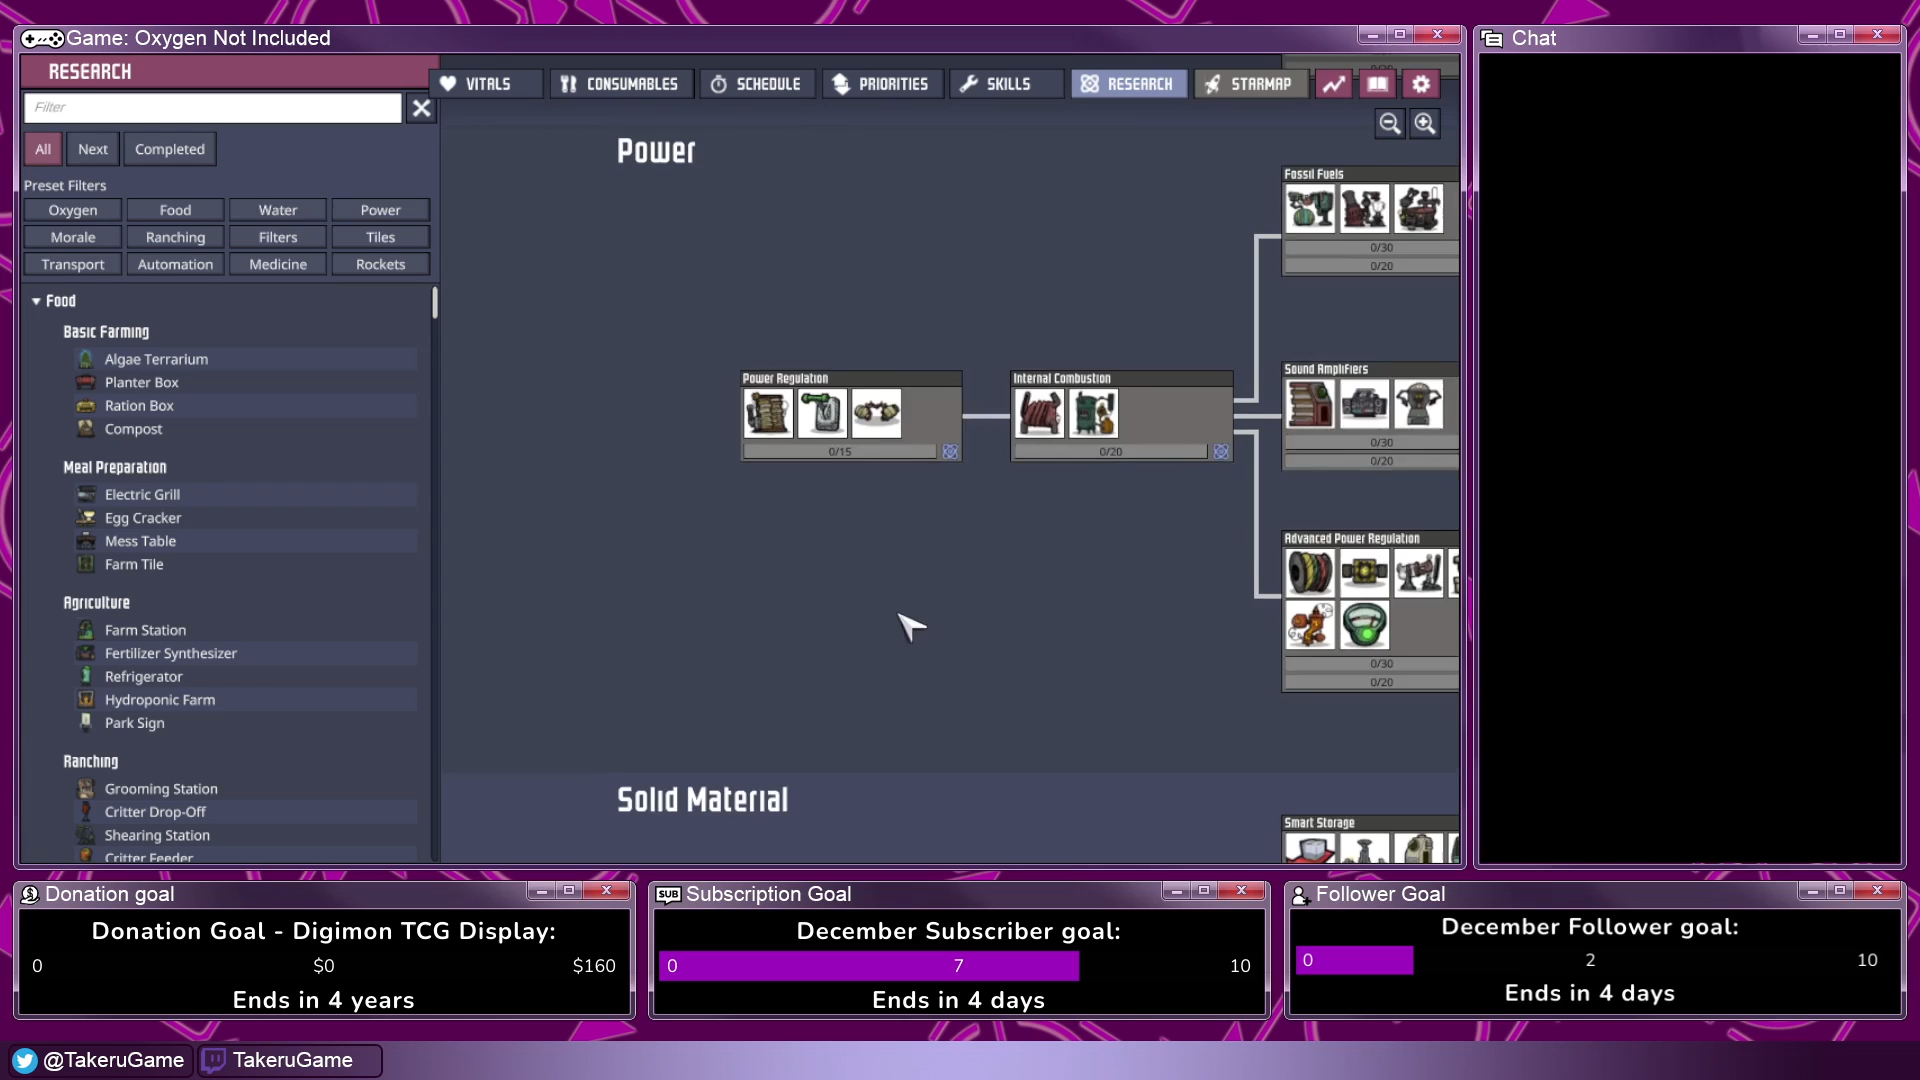 Game: Oxygen Not Included
Chat
RESEARCH
VITALS
CONSUMABLES
SCHEDULE
PRIORITIES
SKILLS
RESEARCH
STARMAP
Filter
All
Next
Completed
Preset Filters
Oxygen
Food
Water
Power
Morale
Ranching
Filters
Tiles
Transport
Automation
Medicine
Rockets
Food
Basic Farming
Algae Terrarium
Planter Box
Ration Box
Compost
Meal Preparation
Electric Grill
Egg Cracker
Mess Table
Farm Tile
Agriculture
Farm Station
Fertilizer Synthesizer
Refrigerator
Hydroponic Farm
Park Sign
Ranching
Grooming Station
Critter Drop-Off
Shearing Station
Critter Feeder
Power
Fossil Fuels
0/30
0/20
Power Regulation
0/15
Internal Combustion
0/20
Sound Amplifiers
0/30
0/20
Advanced Power Regulation
0/30
0/20
Solid Material
Smart Storage
Donation goal
Donation Goal - Digimon TCG Display:
0
$0
$160
Ends in 4 years
SUB Subscription Goal
December Subscriber goal:
0
7
10
Ends in 4 days
Follower Goal
December Follower goal:
0
2
10
Ends in 4 days
@TakeruGame
TakeruGame